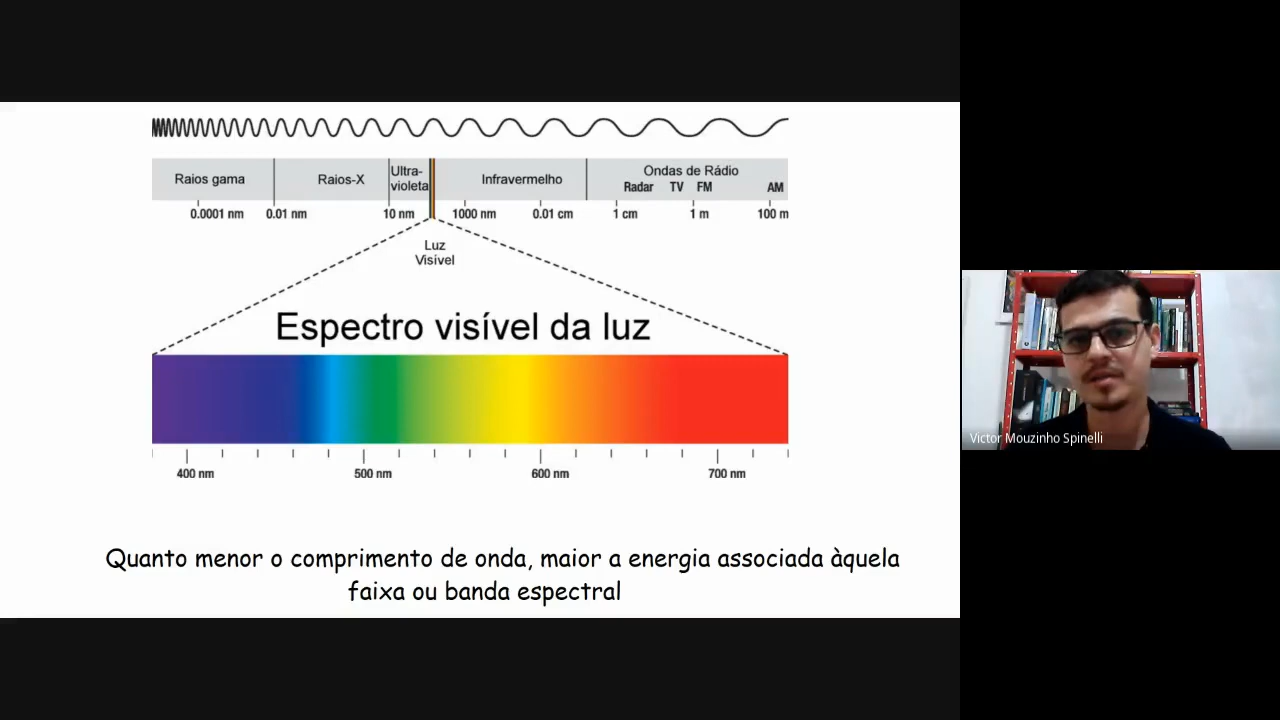 Raios gama
Raios-X
Ultra-
violeta
Infravermelho
Ondas de Rádio
Radar TV FM AM
0.0001 nm 0.01 nm 10 nm 1000 nm 0.01 cm 1 cm 1 m 100 m
Luz
Visível
Espectro visível da luz
400 nm 500 nm 600 nm 700 nm
Quanto menor o comprimento de onda, maior a energia associada àquela
faixa ou banda espectral
Victor Mouzinho Spinelli